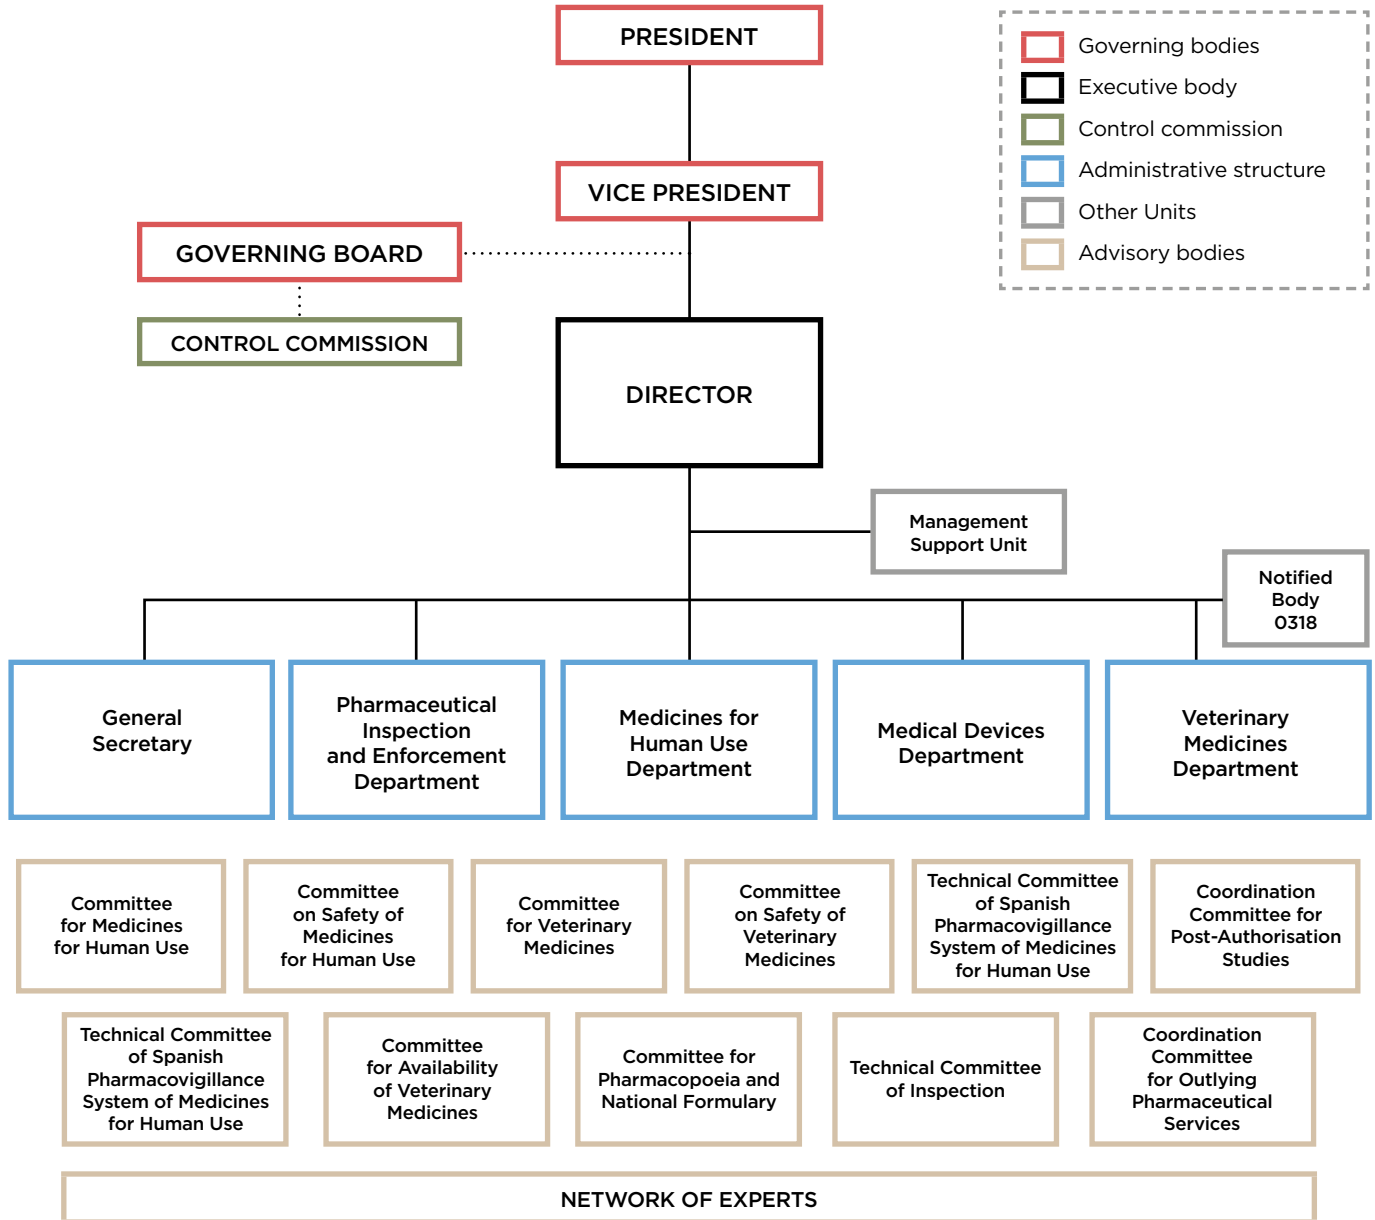 PRESIDENT
Governing bodies
Executive body
Control commission
Administrative structure
Other Units
Advisory bodies
VICE PRESIDENT
GOVERNING BOARD
CONTROL COMMISSION
DIRECTOR
Management
Support Unit
Notified
Body
0318
General
Secretary
Pharmaceutical
Inspection
and Enforcement
Department
Medicines for
Human Use
Department
Medical Devices
Department
Veterinary
Medicines
Department
Committee
for Medicines
for Human Use
Committee
on Safety of
Medicines
for Human Use
Committee
for Veterinary
Medicines
Committee
on Safety of
Veterinary
Medicines
Technical Committee
of Spanish
Pharmacovigillance
System of Medicines
for Human Use
Coordination
Committee for
Post-Authorisation
Studies
Technical Committee
of Spanish
Pharmacovigillance
System of Medicines
for Human Use
Committee
for Availability
of Veterinary
Medicines
Committee for
Pharmacopoeia and
National Formulary
Technical Committee
of Inspection
Coordination
Committee
for Outlying
Pharmaceutical
Services
NETWORK OF EXPERTS